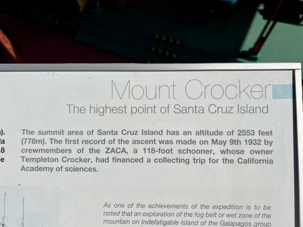 Mount Crocker
The highest point of Santa Cruz Island
The summit area of Santa Cruz Island has an altitude of 2553 feet
(778m). The first record of the ascent was made on May 9th 1932 by
crewmembers of the ZACA, a 118-foot schooner, whose owner
Templeton Crocker, had financed a collecting trip for the California
Academy of sciences.
As one of the achievements of the expedition is to be
noted that an exploration of the fog belt or wet zone of the
mountain on Indefatigable Island of the Galapagos group